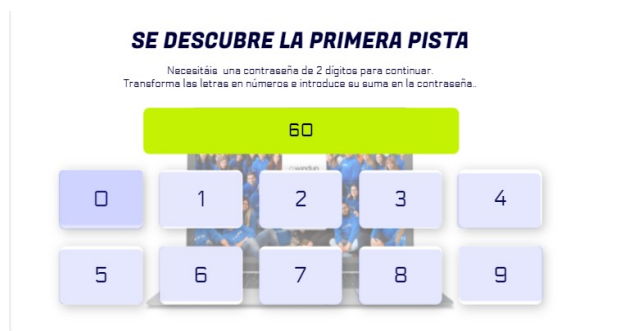 SE DESCUBRE LA PRIMERA PISTA
Necesitáis una contraseña de 2 dígitos para continuar.
Transforma las letras en números e introduce su suma en la contraseña..
60
0 1 2 3 4
5 6 7 8 9